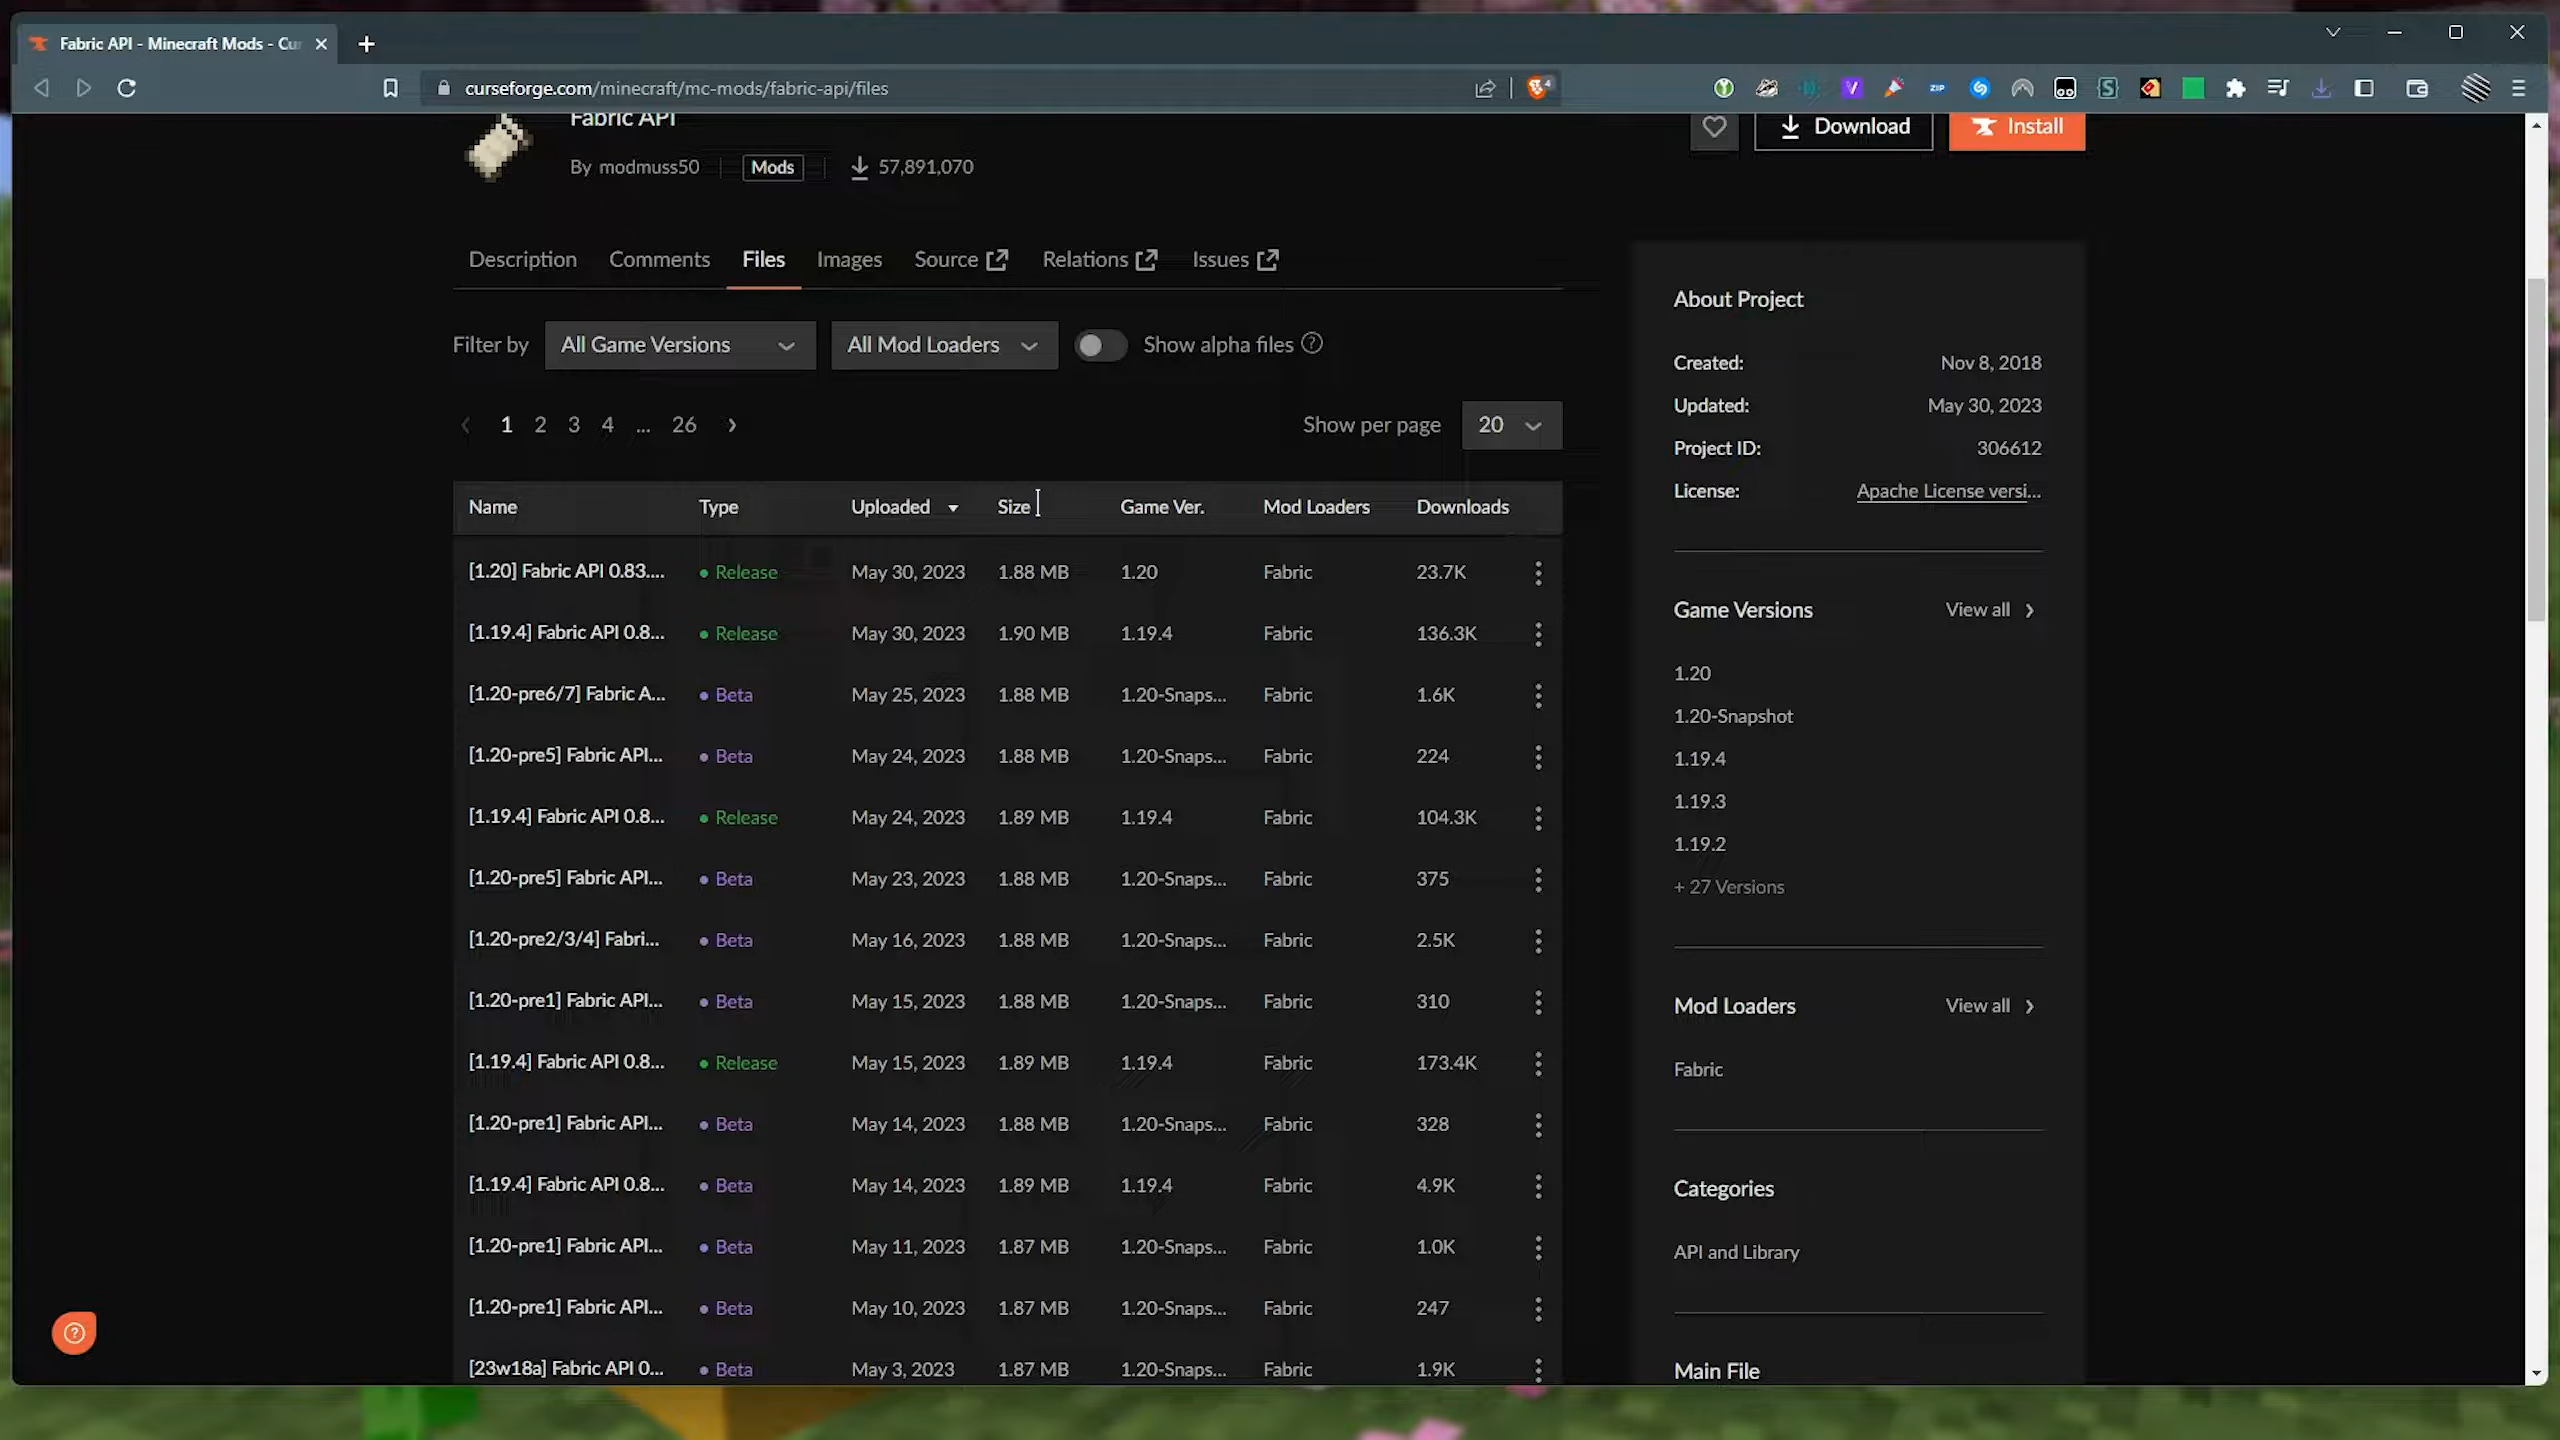 Fabric API - Minecraft Mods - Cur
curseforge.com/minecraft/mc-mods/fabric-api/files
4
ZIP
Fabric API
By modmuss50
Mods
57,891,070
Download
Install
Description Comments Files Images Source Relations Issues
Filter by All Game Versions All Mod Loaders Show alpha files ?
1 2 3 4 ... 26
Show per page 20
Name Type Uploaded Size Game Ver. Mod Loaders Downloads
[1.20] Fabric API 0.83.... Release May 30, 2023 1.88 MB 1.20 Fabric 23.7K
[1.19.4] Fabric API 0.8... Release May 30, 2023 1.90 MB 1.19.4 Fabric 136.3K
[1.20-pre6/7] Fabric A... Beta May 25, 2023 1.88 MB 1.20-Snaps... Fabric 1.6K
[1.20-pre5] Fabric API... Beta May 24, 2023 1.88 MB 1.20-Snaps... Fabric 224
[1.19.4] Fabric API 0.8... Release May 24, 2023 1.89 MB 1.19.4 Fabric 104.3K
[1.20-pre5] Fabric API... Beta May 23, 2023 1.88 MB 1.20-Snaps... Fabric 375
[1.20-pre2/3/4] Fabri... Beta May 16, 2023 1.88 MB 1.20-Snaps... Fabric 2.5K
[1.20-pre1] Fabric API... Beta May 15, 2023 1.88 MB 1.20-Snaps... Fabric 310
[1.19.4] Fabric API 0.8... Release May 15, 2023 1.89 MB 1.19.4 Fabric 173.4K
[1.20-pre1] Fabric API... Beta May 14, 2023 1.88 MB 1.20-Snaps... Fabric 328
[1.19.4] Fabric API 0.8... Beta May 14, 2023 1.89 MB 1.19.4 Fabric 4.9K
[1.20-pre1] Fabric API... Beta May 11, 2023 1.87 MB 1.20-Snaps... Fabric 1.0K
[1.20-pre1] Fabric API... Beta May 10, 2023 1.87 MB 1.20-Snaps... Fabric 247
[23w18a] Fabric API 0... Beta May 3, 2023 1.87 MB 1.20-Snaps... Fabric 1.9K
About Project
Created: Nov 8, 2018
Updated: May 30, 2023
Project ID: 306612
License: Apache License versi...
Game Versions View all
1.20
1.20-Snapshot
1.19.4
1.19.3
1.19.2
+ 27 Versions
Mod Loaders View all
Fabric
Categories
API and Library
Main File